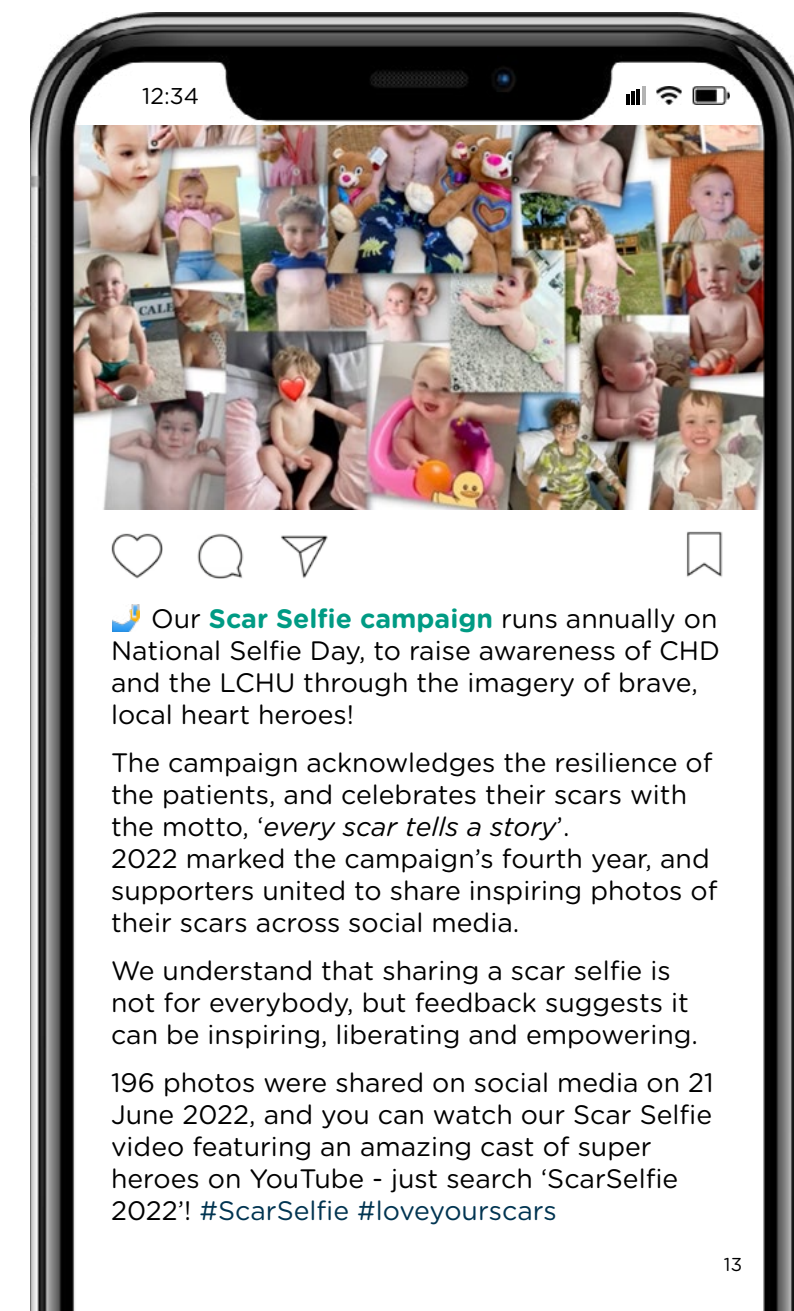 12:34
CALE
🤳 Our Scar Selfie campaign runs annually on
National Selfie Day, to raise awareness of CHD
and the LCHU through the imagery of brave,
local heart heroes!
The campaign acknowledges the resilience of
the patients, and celebrates their scars with
the motto, ‘every scar tells a story’.
2022 marked the campaign’s fourth year, and
supporters united to share inspiring photos of
their scars across social media.
We understand that sharing a scar selfie is
not for everybody, but feedback suggests it
can be inspiring, liberating and empowering.
196 photos were shared on social media on 21
June 2022, and you can watch our Scar Selfie
video featuring an amazing cast of super
heroes on YouTube - just search ‘ScarSelfie
2022’! #ScarSelfie #loveyourscars
13